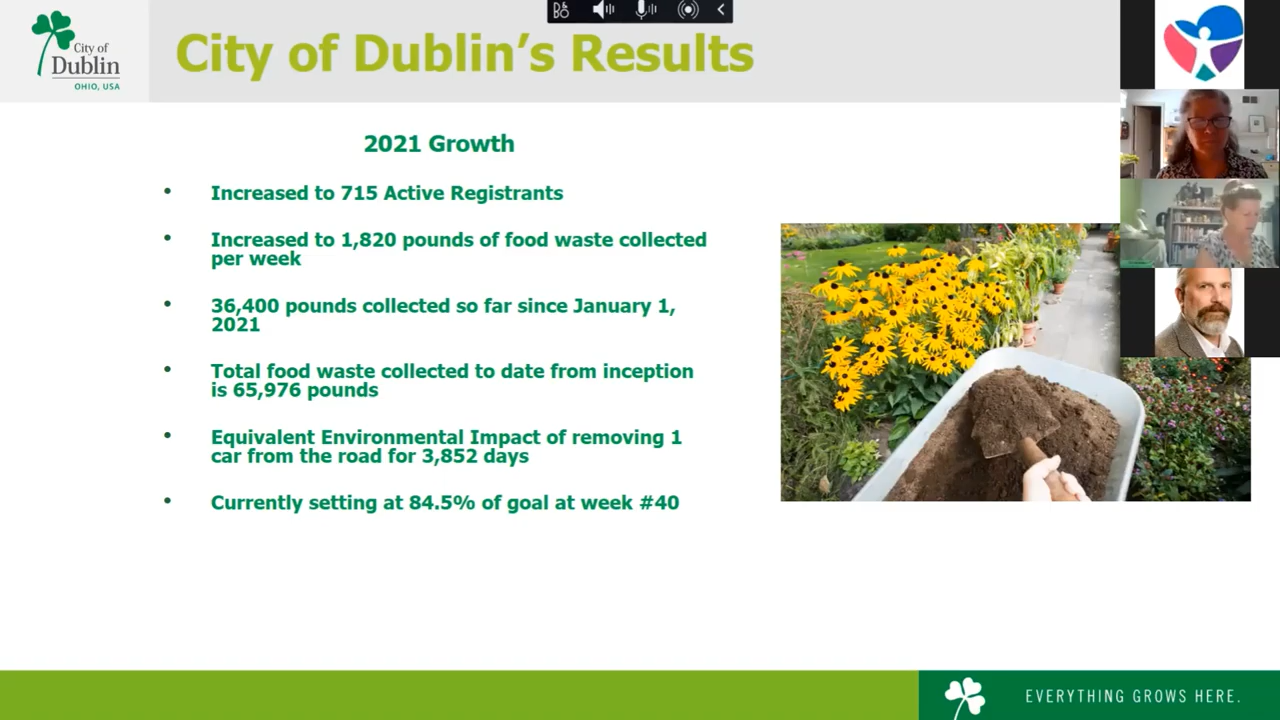 City of
Dublin
OHIO, USA
City of Dublin's Results
2021 Growth
• Increased to 715 Active Registrants
• Increased to 1,820 pounds of food waste collected
per week
• 36,400 pounds collected so far since January 1,
2021
• Total food waste collected to date from inception
is 65,976 pounds
• Equivalent Environmental Impact of removing 1
car from the road for 3,852 days
• Currently setting at 84.5% of goal at week #40
EVERYTHING GROWS HERE.